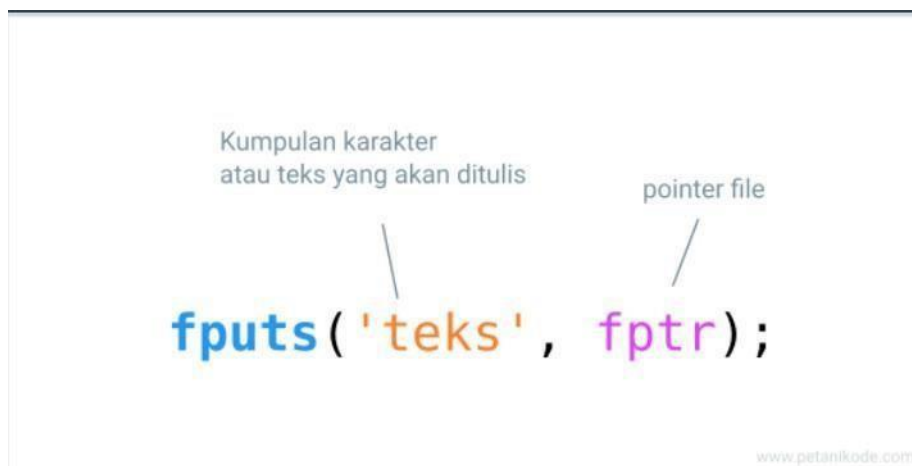 Kumpulan karakter
atau teks yang akan ditulis
pointer file
fputs('teks', fptr);
www.petanikode.com